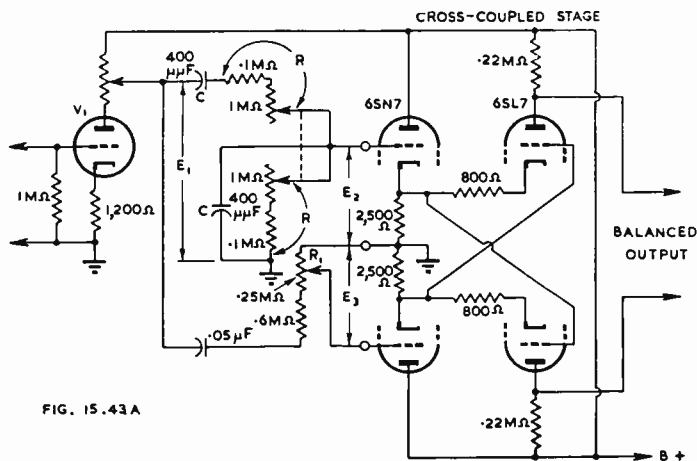 CROSS-COUPLED STAGE
400
μμF
.1MΩ
R
C
1MΩ
6SN7
.22MΩ
6SL7
V1
E1
1MΩ
1,200Ω
1MΩ
400
μμF
C
R
.1MΩ
E2
800Ω
2,500
Ω
R1
.25MΩ
.6MΩ
2,500
Ω
E3
800Ω
BALANCED
OUTPUT
.05μF
.22MΩ
FIG. 15.43A
B+